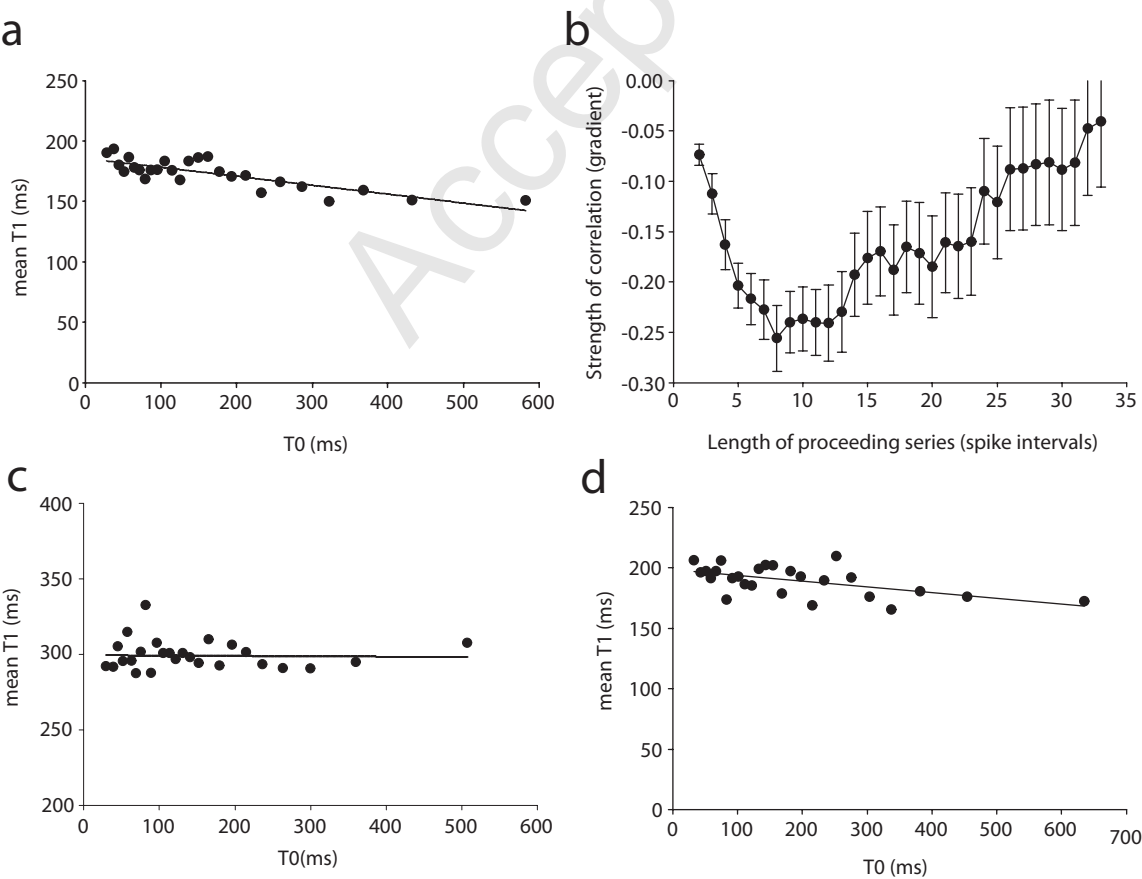 a
250
200
150
100
50
0
mean T1 (ms)
0 100 200 300 400 500 600
T0 (ms)
b
0.00
-0.05
-0.10
-0.15
-0.20
-0.25
-0.30
Strength of correlation (gradient)
0 5 10 15 20 25 30 35
Length of proceeding series (spike intervals)
Accep
c
400
350
300
250
200
mean T1 (ms)
0 100 200 300 400 500 600
T0(ms)
d
250
200
150
100
50
0
mean T1 (ms)
0 100 200 300 400 500 600 700
T0 (ms)